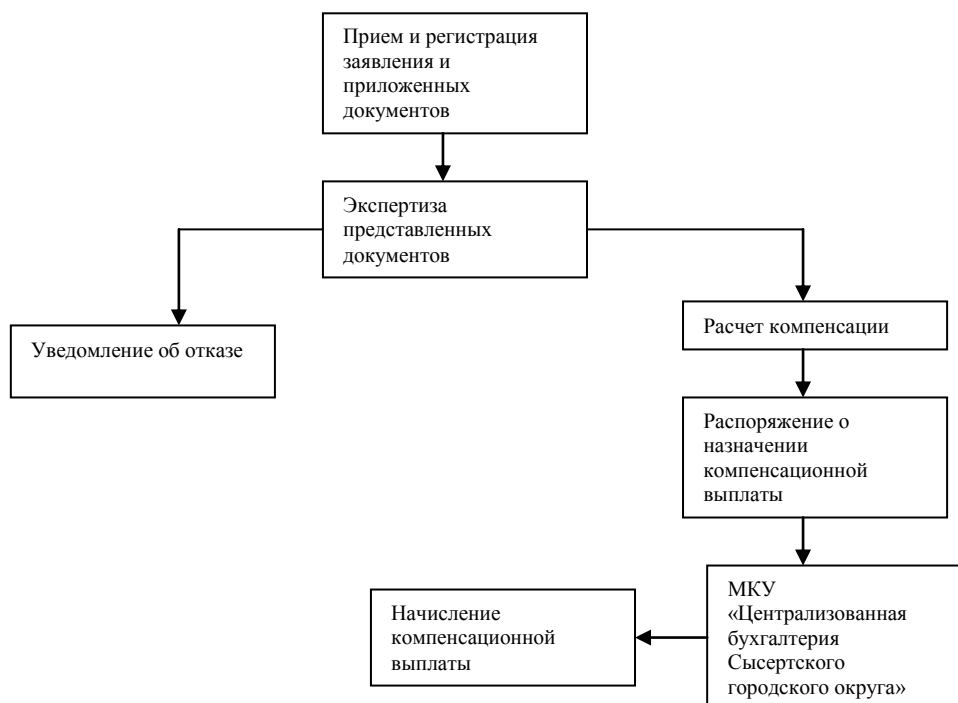 Прием и регистрация
заявления и
приложенных
документов
Экспертиза
представленных
документов
Уведомление об отказе
Расчет компенсации
Распоряжение о
назначении
компенсационной
выплаты
Начисление
компенсационной
выплаты
МКУ
«Централизованная
бухгалтерия
Сысертского
городского округа»